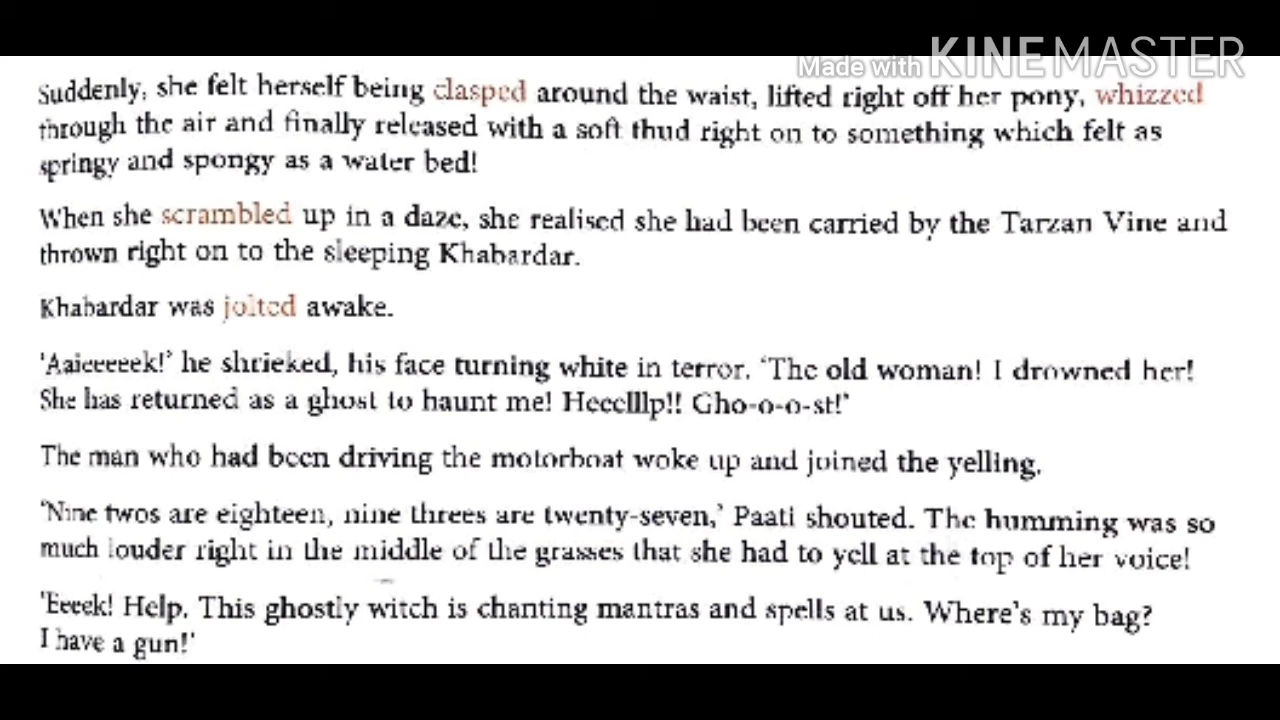 Made with KINEMASTER
Suddenly, she felt herself being clasped around the waist, lifted right off her pony, whizzed
through the air and finally released with a soft thud right on to something which felt as
springy and spongy as a water bed!
When she scrambled up in a daze, she realised she had been carried by the Tarzan Vine and
thrown right on to the sleeping Khabardar.
Khabardar was jolted awake.
'Aaieeeeek!' he shrieked, his face turning white in terror. 'The old woman! I drowned her!
She has returned as a ghost to haunt me! Heeelllp!! Gho-o-o-st!'
The man who had been driving the motorboat woke up and joined the yelling.
'Nine twos are eighteen, nine threes are twenty-seven,' Paati shouted. The humming was so
much louder right in the middle of the grasses that she had to yell at the top of her voice!
'Eeeek! Help. This ghostly witch is chanting mantras and spells at us. Where's my bag?
I have a gun!'